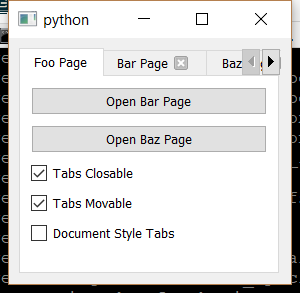 python
Foo Page
Bar Page
Baz
Open Bar Page
Open Baz Page
Tabs Closable
Tabs Movable
Document Style Tabs